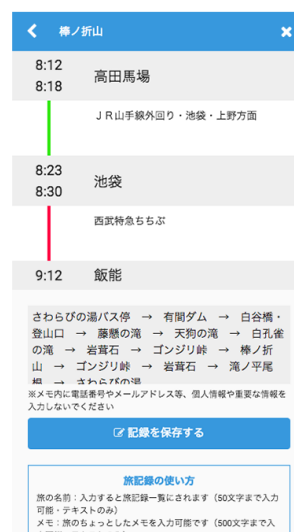 棒ノ折山
8:12
8:18
高田馬場
ＪＲ山手線外回り・池袋・上野方面
8:23
8:30
池袋
西武特急ちちぶ
9:12
飯能
さわらびの湯バス停 → 有間ダム → 白谷橋・
登山口 → 藤懸の滝 → 天狗の滝 → 白孔雀
の滝 → 岩茸石 → ゴンジリ峠 → 棒ノ折
山 → ゴンジリ峠 → 岩茸石 → 滝ノ平尾
根 → さわらびの湯
※メモ内に電話番号やメールアドレス等、個人情報や重要な情報を
入力しないでください
記録を保存する
旅記録の使い方
旅の名前：入力すると旅記録一覧にされます（50文字まで入力
可能・テキストのみ）
メモ：旅のちょっとしたメモを入力可能です（500文字まで入